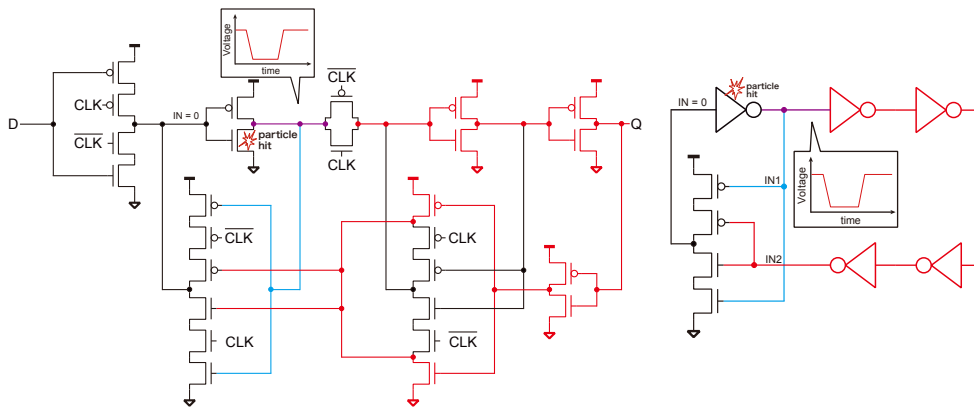 Voltage
time
CLK
CLK
D
CLK
IN = 0
particle
hit
CLK
Q
CLK
CLK
CLK
CLK
particle
hit
IN = 0
Voltage
time
IN1
IN2